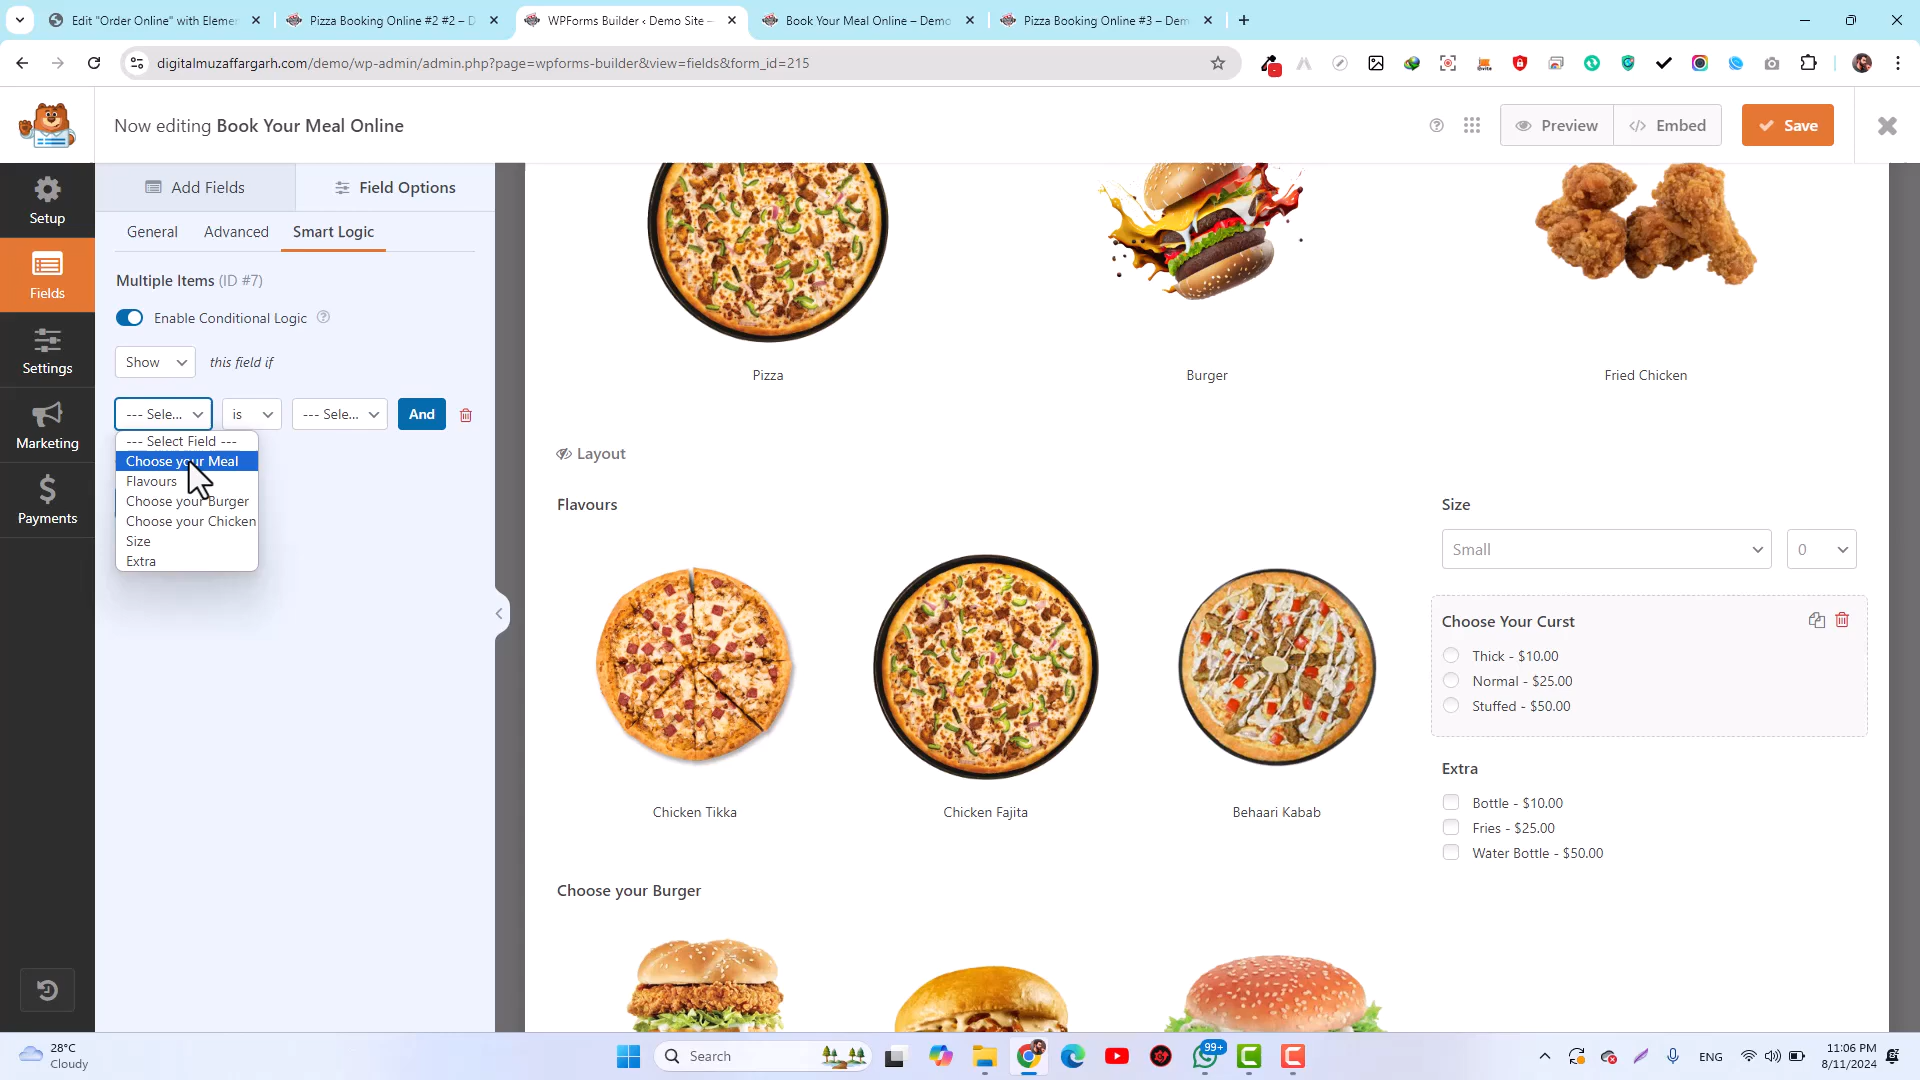 Edit "Order Online" with Elemen
Pizza Booking Online #2 #2 – D
WPForms Builder ‹ Demo Site —
Book Your Meal Online – Demo
Pizza Booking Online #3 – Dem
digitalmuzaffargarh.com/demo/wp-admin/admin.php?page=wpforms-builder&view=fields&form_id=215
Now editing Book Your Meal Online
Preview
Embed
Save
Setup
Fields
Settings
Marketing
Payments
Add Fields
Field Options
General
Advanced
Smart Logic
Multiple Items (ID #7)
Enable Conditional Logic
Show
this field if
--- Sele...
is
--- Sele...
And
--- Select Field ---
Choose your Meal
Flavours
Choose your Burger
Choose your Chicken
Size
Extra
Pizza
Burger
Fried Chicken
Layout
Flavours
Size
Small
0
Choose Your Curst
Thick - $10.00
Normal - $25.00
Stuffed - $50.00
Extra
Bottle - $10.00
Fries - $25.00
Water Bottle - $50.00
Chicken Tikka
Chicken Fajita
Behaari Kabab
Choose your Burger
28°C
Cloudy
Search
99+
ENG
11:06 PM
8/11/2024